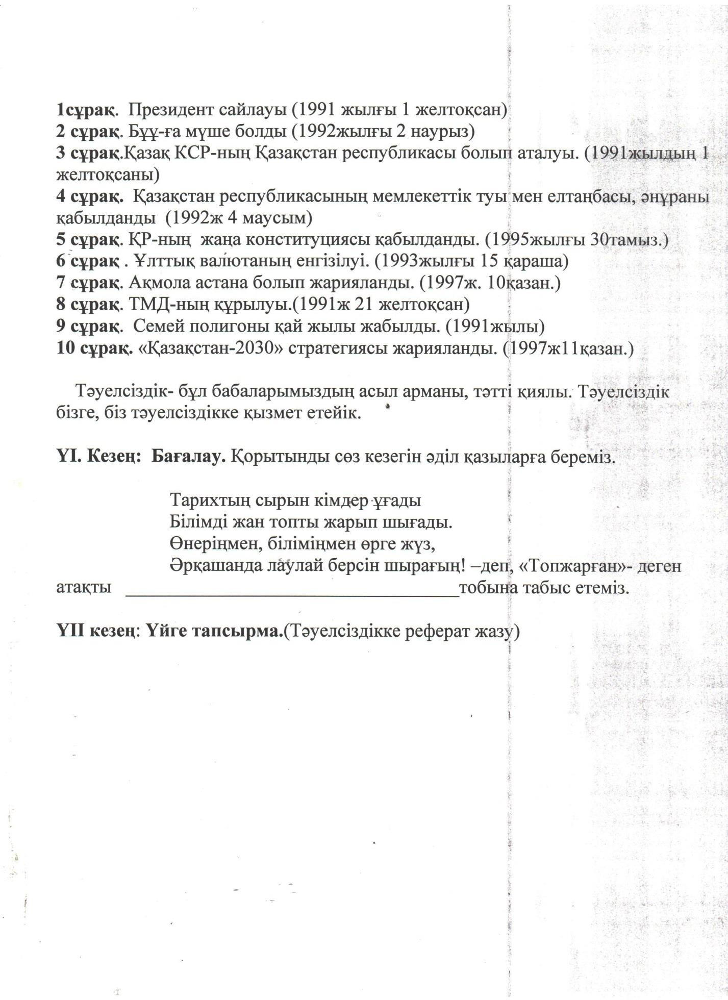 1сұрақ.  Президент сайлауы (1991 жылғы 1 желтоқсан)
2 сұрақ. Бұұ-ға мүше болды (1992жылғы 2 наурыз)
3 сұрақ.Қазақ КСР-ның Қазақстан республикасы болып аталуы. (1991жылдың 1
желтоқсаны)
4 сұрақ.  Қазақстан республикасының мемлекеттік туы мен елтаңбасы, әнұраны
қабылданды  (1992ж 4 маусым)
5 сұрақ. ҚР-ның  жаңа конституциясы қабылданды. (1995жылғы 30тамыз.)
6 сұрақ . Ұлттық валютаның енгізілуі. (1993жылғы 15 қараша)
7 сұрақ. Ақмола астана болып жарияланды. (1997ж. 10қазан.)
8 сұрақ. ТМД-ның құрылуы.(1991ж 21 желтоқсан)
9 сұрақ.  Семей полигоны қай жылы жабылды. (1991жылы)
10 сұрақ. «Қазақстан-2030» стратегиясы жарияланды. (1997ж11қазан.)
Тәуелсіздік- бұл бабаларымыздың асыл арманы, тәтті қиялы. Тәуелсіздік
бізге, біз тәуелсіздікке қызмет етейік.
ҮІ. Кезең:  Бағалау. Қорытынды сөз кезегін әділ қазыларға береміз.
Тарихтың сырын кімдер ұғады
Білімді жан топты жарып шығады.
Өнеріңмен, біліміңмен өрге жүз,
Әрқашанда лаулай берсін шырағың! –деп, «Топжарған»- деген
атақты ___________________________________тобына табыс етеміз.
ҮІІ кезең: Үйге тапсырма.(Тәуелсіздікке реферат жазу)